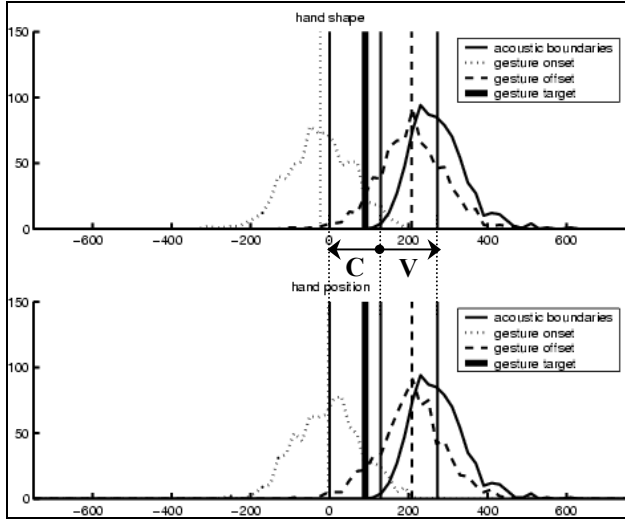 hand shape
150
100
50
0
acoustic boundaries
gesture onset
gesture offset
gesture target
−600 −400 −200 0 200 400 600
C V
hand position
150
100
50
0
acoustic boundaries
gesture onset
gesture offset
gesture target
−600 −400 −200 0 200 400 600